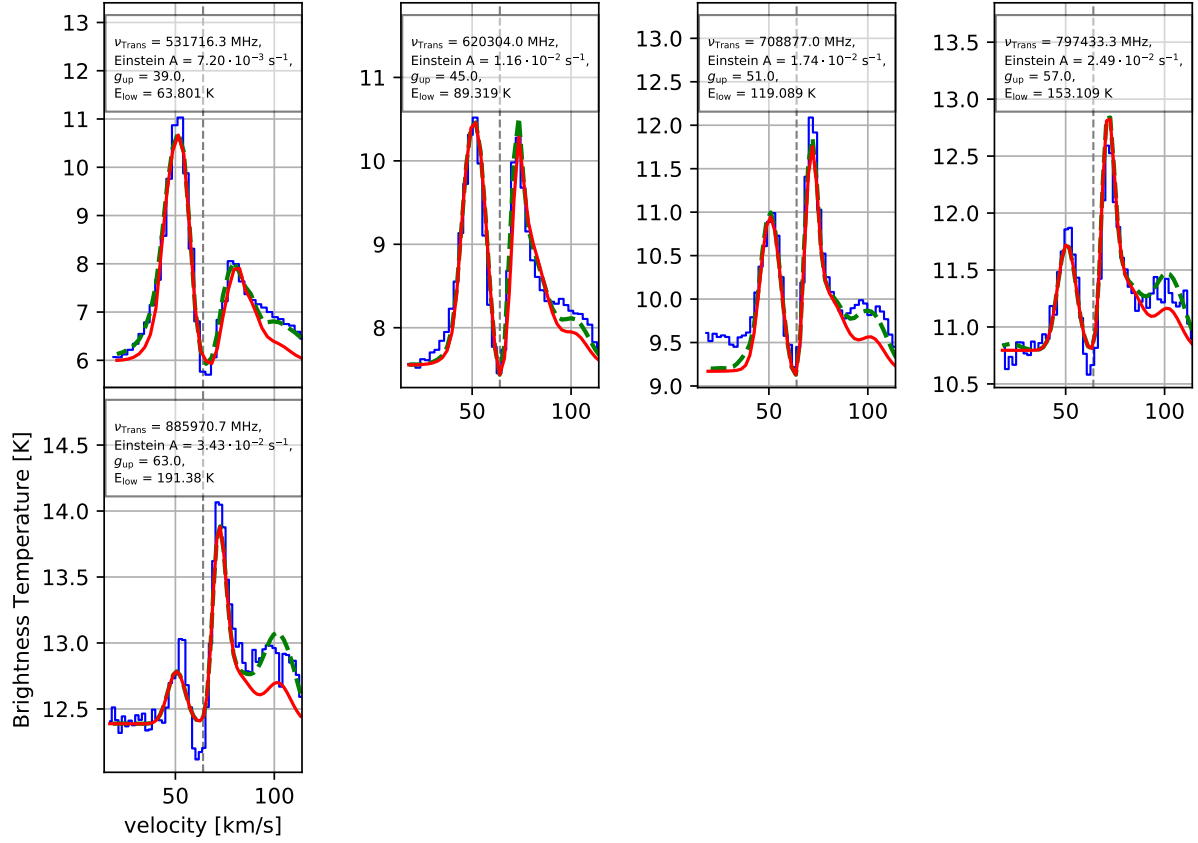 ν_Trans = 531716.3 MHz,
Einstein A = 7.20 · 10⁻³ s⁻¹,
g_up = 39.0,
E_low = 63.801 K
13
12
11
10
9
8
7
6
ν_Trans = 620304.0 MHz,
Einstein A = 1.16 · 10⁻² s⁻¹,
g_up = 45.0,
E_low = 89.319 K
11
10
9
8
50 100
ν_Trans = 708877.0 MHz,
Einstein A = 1.74 · 10⁻² s⁻¹,
g_up = 51.0,
E_low = 119.089 K
13.0
12.5
12.0
11.5
11.0
10.5
10.0
9.5
9.0
50 100
ν_Trans = 797433.3 MHz,
Einstein A = 2.49 · 10⁻² s⁻¹,
g_up = 57.0,
E_low = 153.109 K
13.5
13.0
12.5
12.0
11.5
11.0
10.5
50 100
ν_Trans = 885970.7 MHz,
Einstein A = 3.43 · 10⁻² s⁻¹,
g_up = 63.0,
E_low = 191.38 K
14.5
14.0
13.5
13.0
12.5
50 100
Brightness Temperature [K]
velocity [km/s]